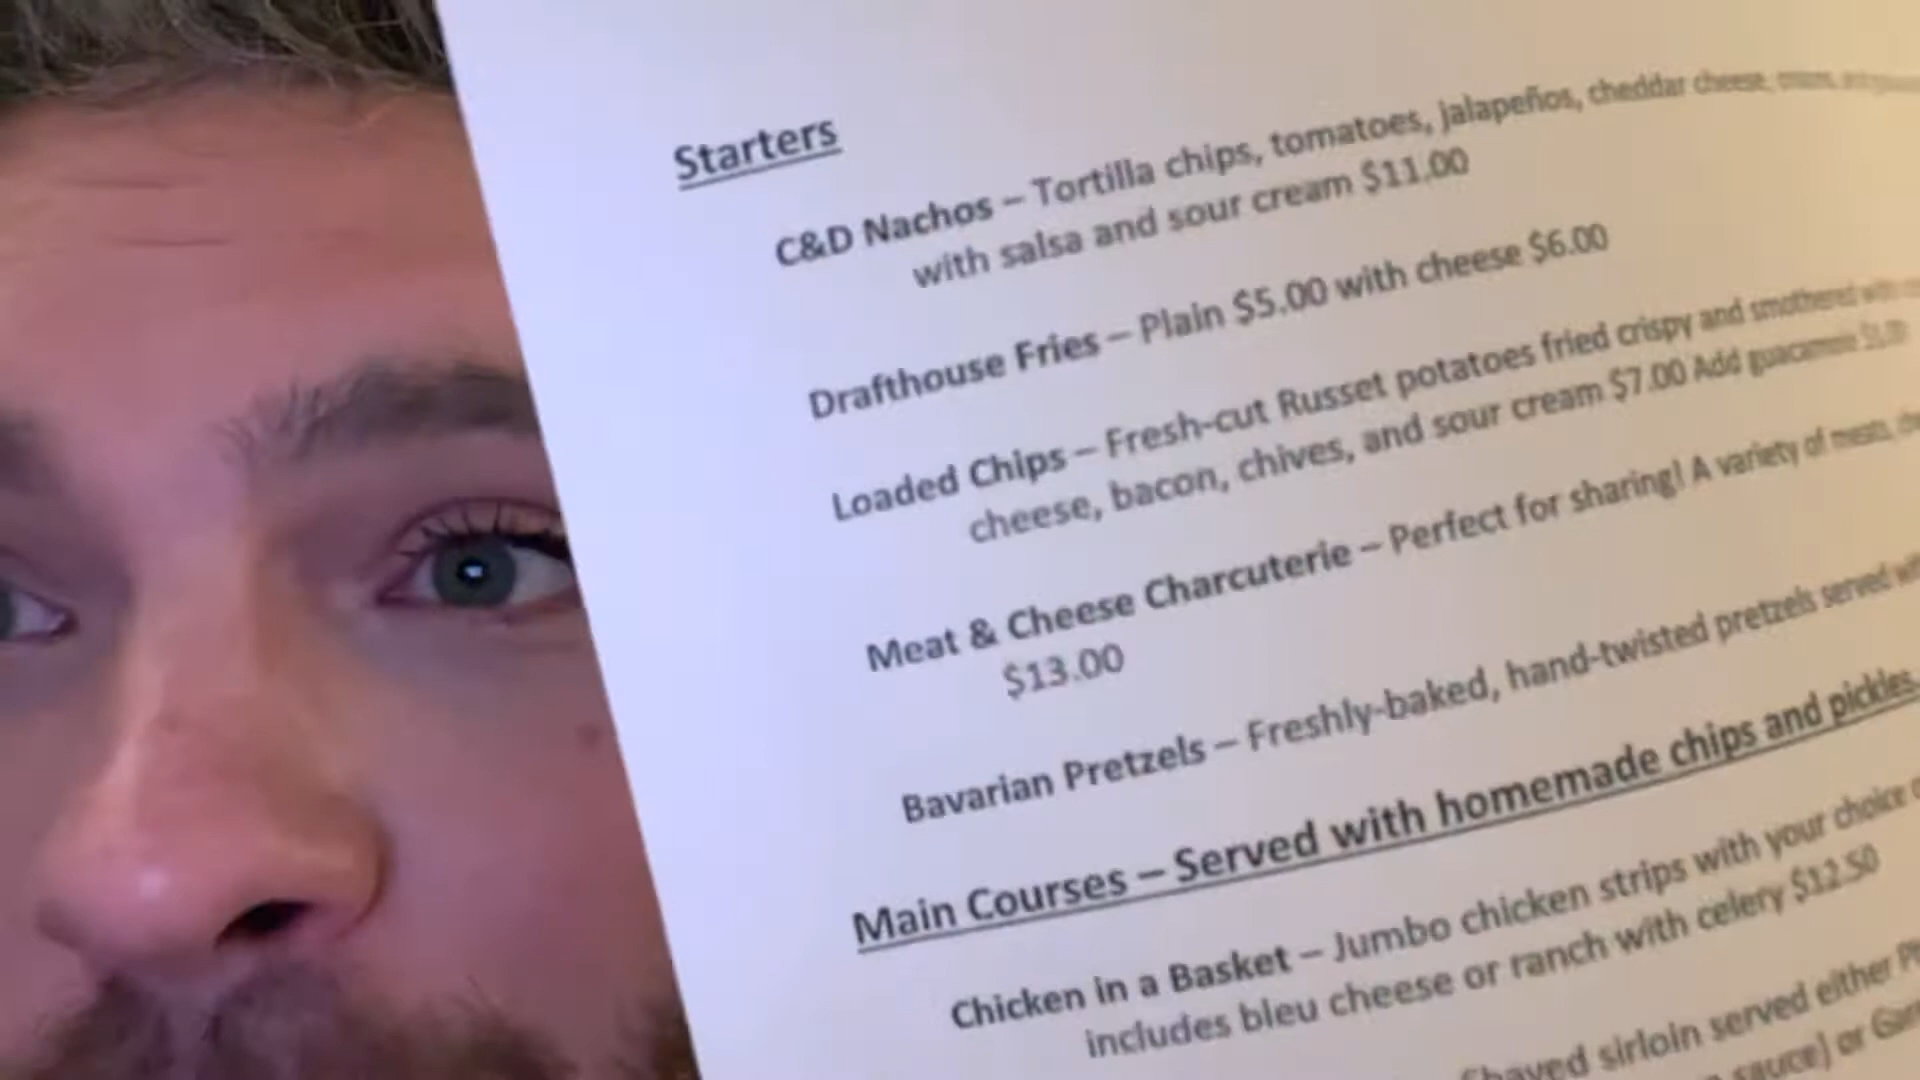 Starters
C&D Nachos – Tortilla chips, tomatoes, jalapeños, cheddar cheese,
with salsa and sour cream $11.00
Drafthouse Fries – Plain $5.00 with cheese $6.00
Loaded Chips – Fresh-cut Russet potatoes fried crispy and smothered with
cheese, bacon, chives, and sour cream $7.00 Add guacamole
Meat & Cheese Charcuterie – Perfect for sharing! A variety of meats,
$13.00
Bavarian Pretzels – Freshly-baked, hand-twisted pretzels served
Main Courses – Served with homemade chips and pickles.
Chicken in a Basket – Jumbo chicken strips with your choice
includes bleu cheese or ranch with celery $12.50
Shaved sirloin served either
sauce) or